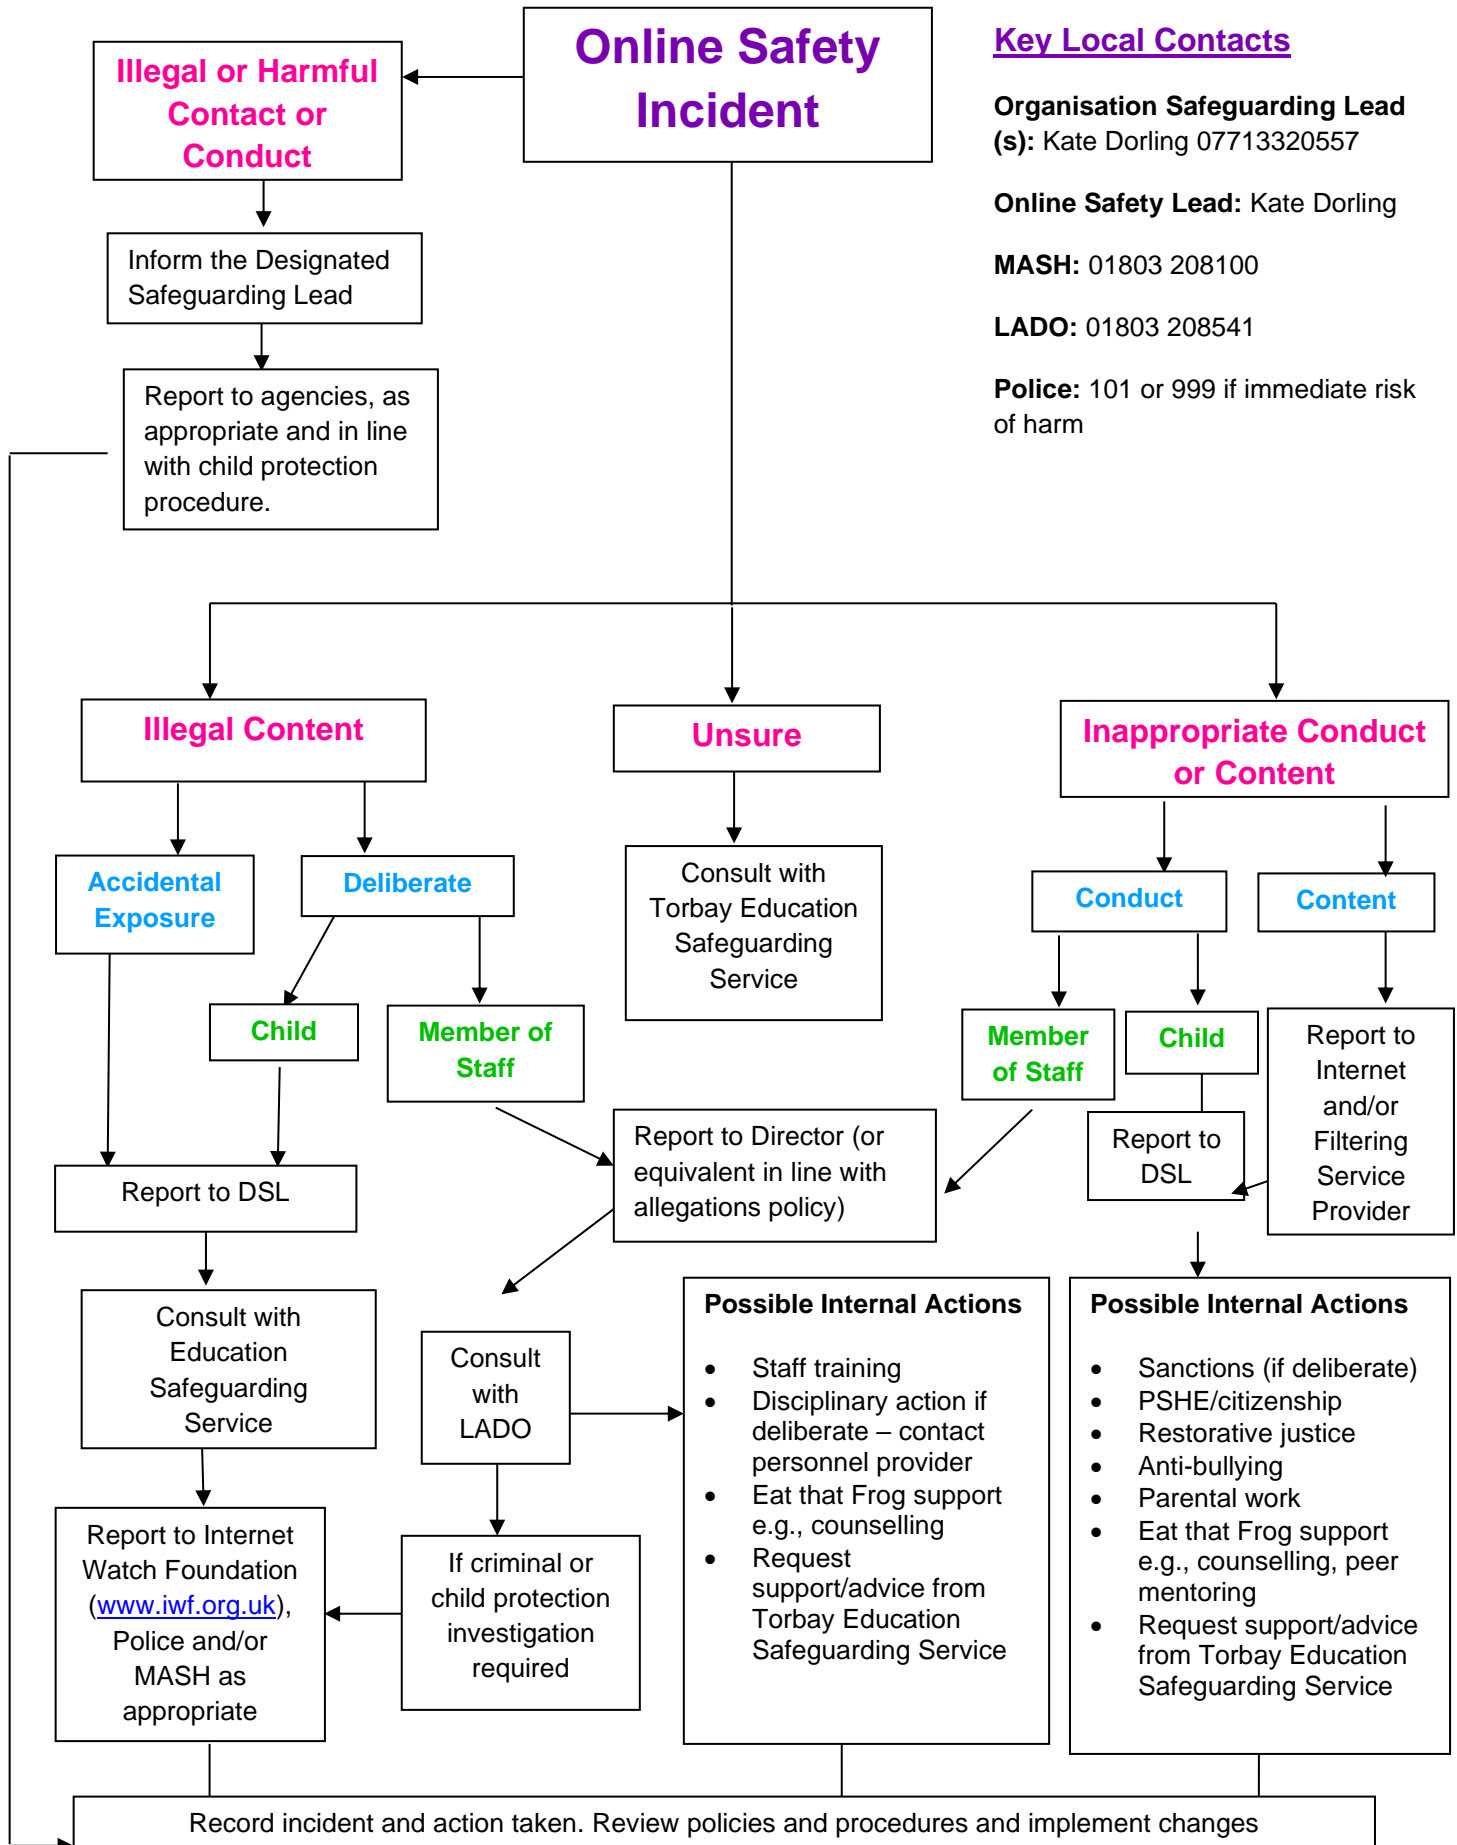 Online Safety
Incident
Illegal or Harmful
Contact or
Conduct
Key Local Contacts
Organisation Safeguarding Lead
(s): Kate Dorling 07713320557
Online Safety Lead: Kate Dorling
MASH: 01803 208100
LADO: 01803 208541
Police: 101 or 999 if immediate risk
of harm
Inform the Designated
Safeguarding Lead
Report to agencies, as
appropriate and in line
with child protection
procedure.
Illegal Content
Unsure
Inappropriate Conduct
or Content
Accidental
Exposure
Deliberate
Consult with
Torbay Education
Safeguarding
Service
Conduct
Content
Child
Member of
Staff
Member
of Staff
Child
Report to
Internet
and/or
Filtering
Service
Provider
Report to DSL
Report to Director (or
equivalent in line with
allegations policy)
Report to
DSL
Consult with
Education
Safeguarding
Service
Consult
with
LADO
Possible Internal Actions
• Staff training
• Disciplinary action if
deliberate – contact
personnel provider
• Eat that Frog support
e.g., counselling
• Request
support/advice from
Torbay Education
Safeguarding Service
Possible Internal Actions
• Sanctions (if deliberate)
• PSHE/citizenship
• Restorative justice
• Anti-bullying
• Parental work
• Eat that Frog support
e.g., counselling, peer
mentoring
• Request support/advice
from Torbay Education
Safeguarding Service
Report to Internet
Watch Foundation
(www.iwf.org.uk),
Police and/or
MASH as
appropriate
If criminal or
child protection
investigation
required
Record incident and action taken. Review policies and procedures and implement changes